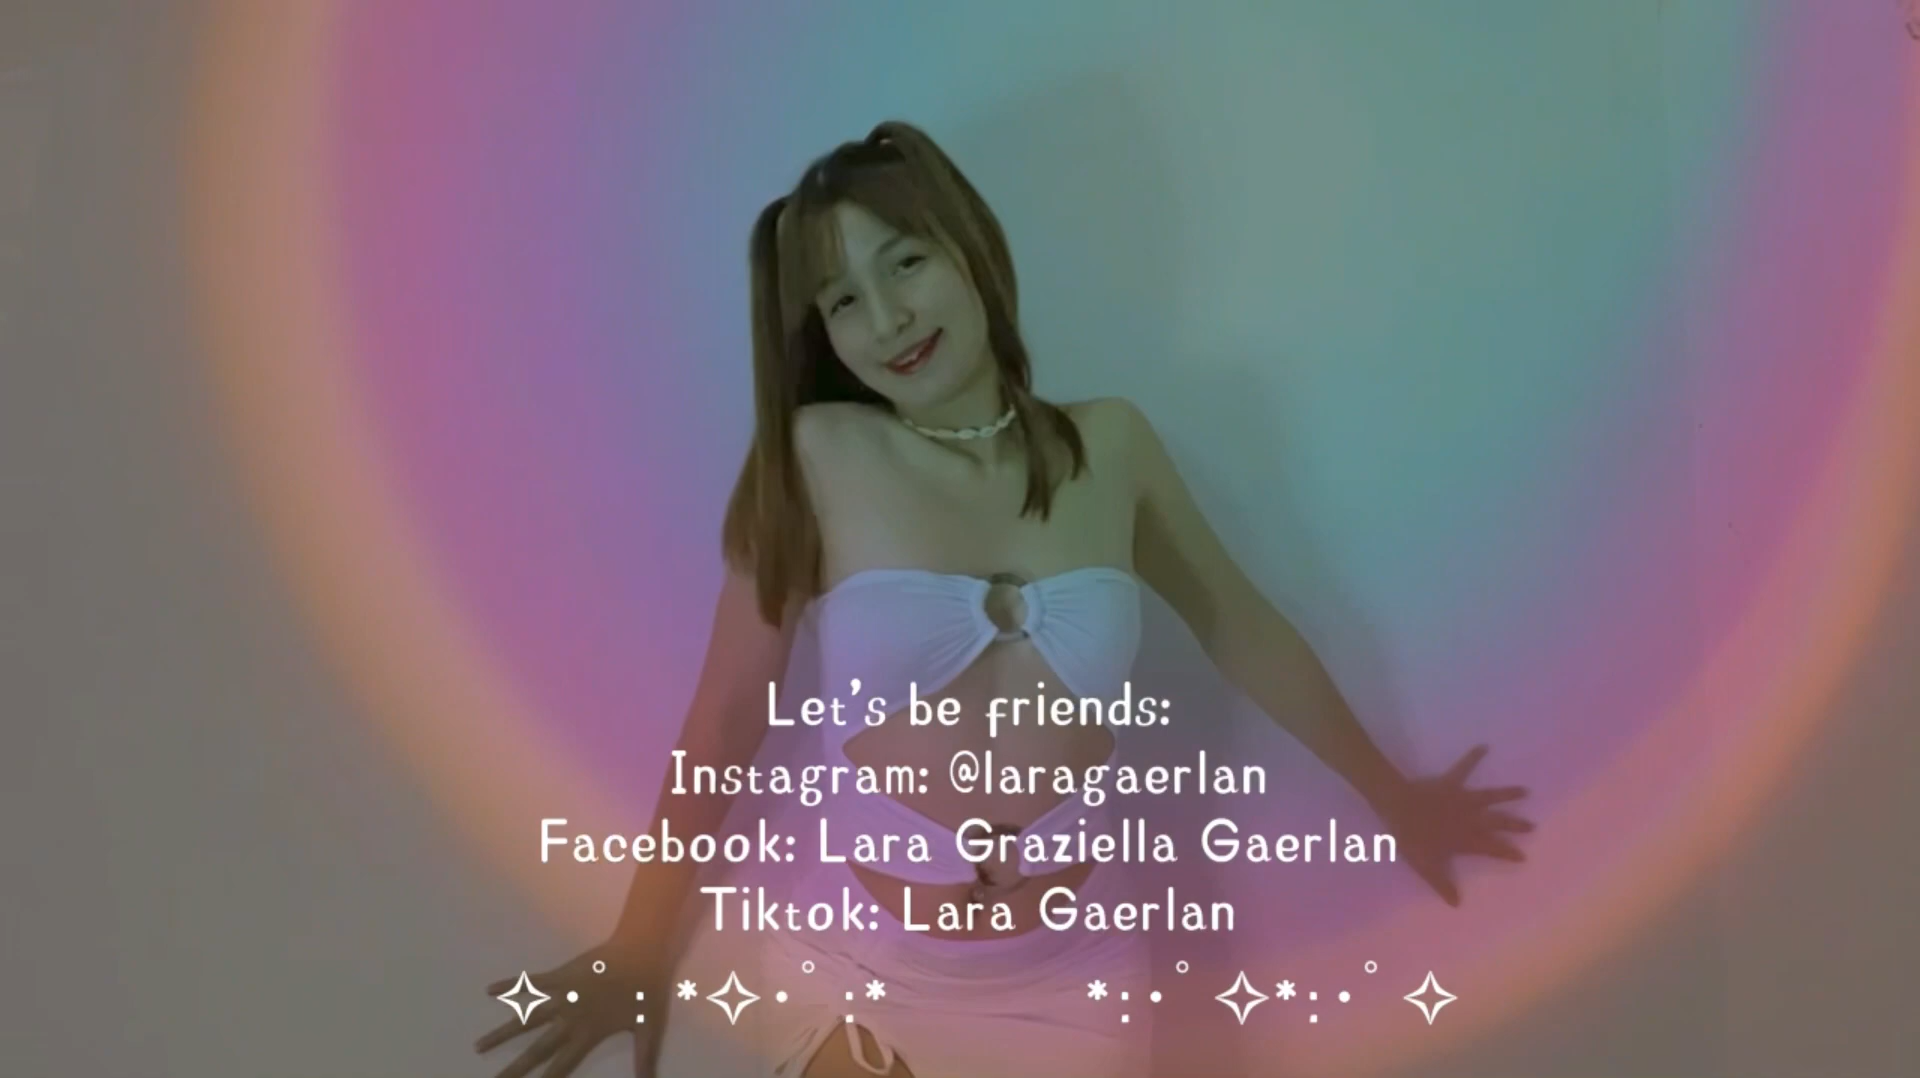 Let's be friends:
Instagram: @laragaerlan
Facebook: Lara Graziella Gaerlan
Tiktok: Lara Gaerlan
✧・ﾟ: *✧・ﾟ:* *:・ﾟ✧*:・ﾟ✧